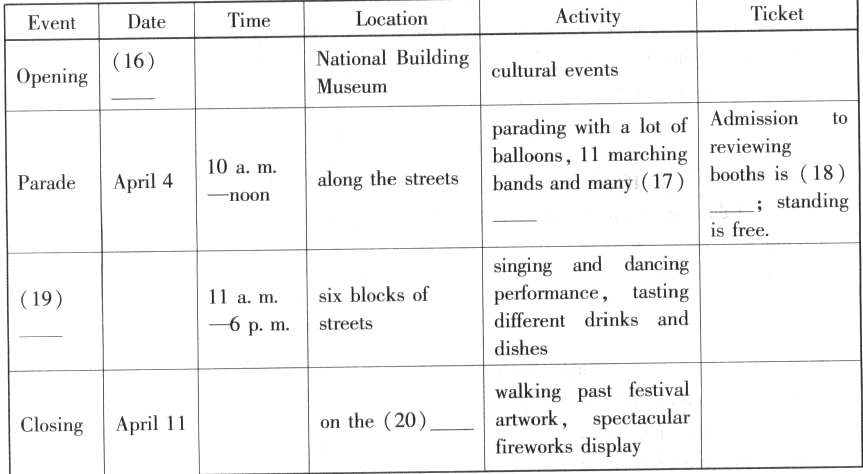 Event Date Time Location Activity Ticket
Opening
(16)
____
National Building
Museum
cultural events
Parade
April 4
10 a. m.
—noon
along the streets
parading with a lot of
balloons, 11 marching
bands and many (17)
____
Admission to
reviewing
booths is (18)
____; standing
is free.
(19)
____
11 a. m.
—6 p. m.
six blocks of
streets
singing and dancing
performance, tasting
different drinks and
dishes
Closing
April 11
on the (20)____
walking past festival
artwork, spectacular
fireworks display